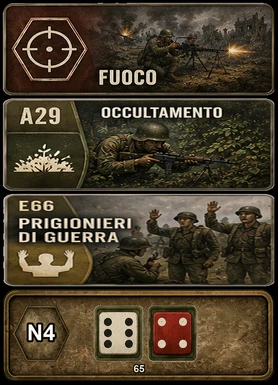 FUOCO
A29
OCCULTAMENTO
E66
PRIGIONIERI
DI GUERRA
N4
65